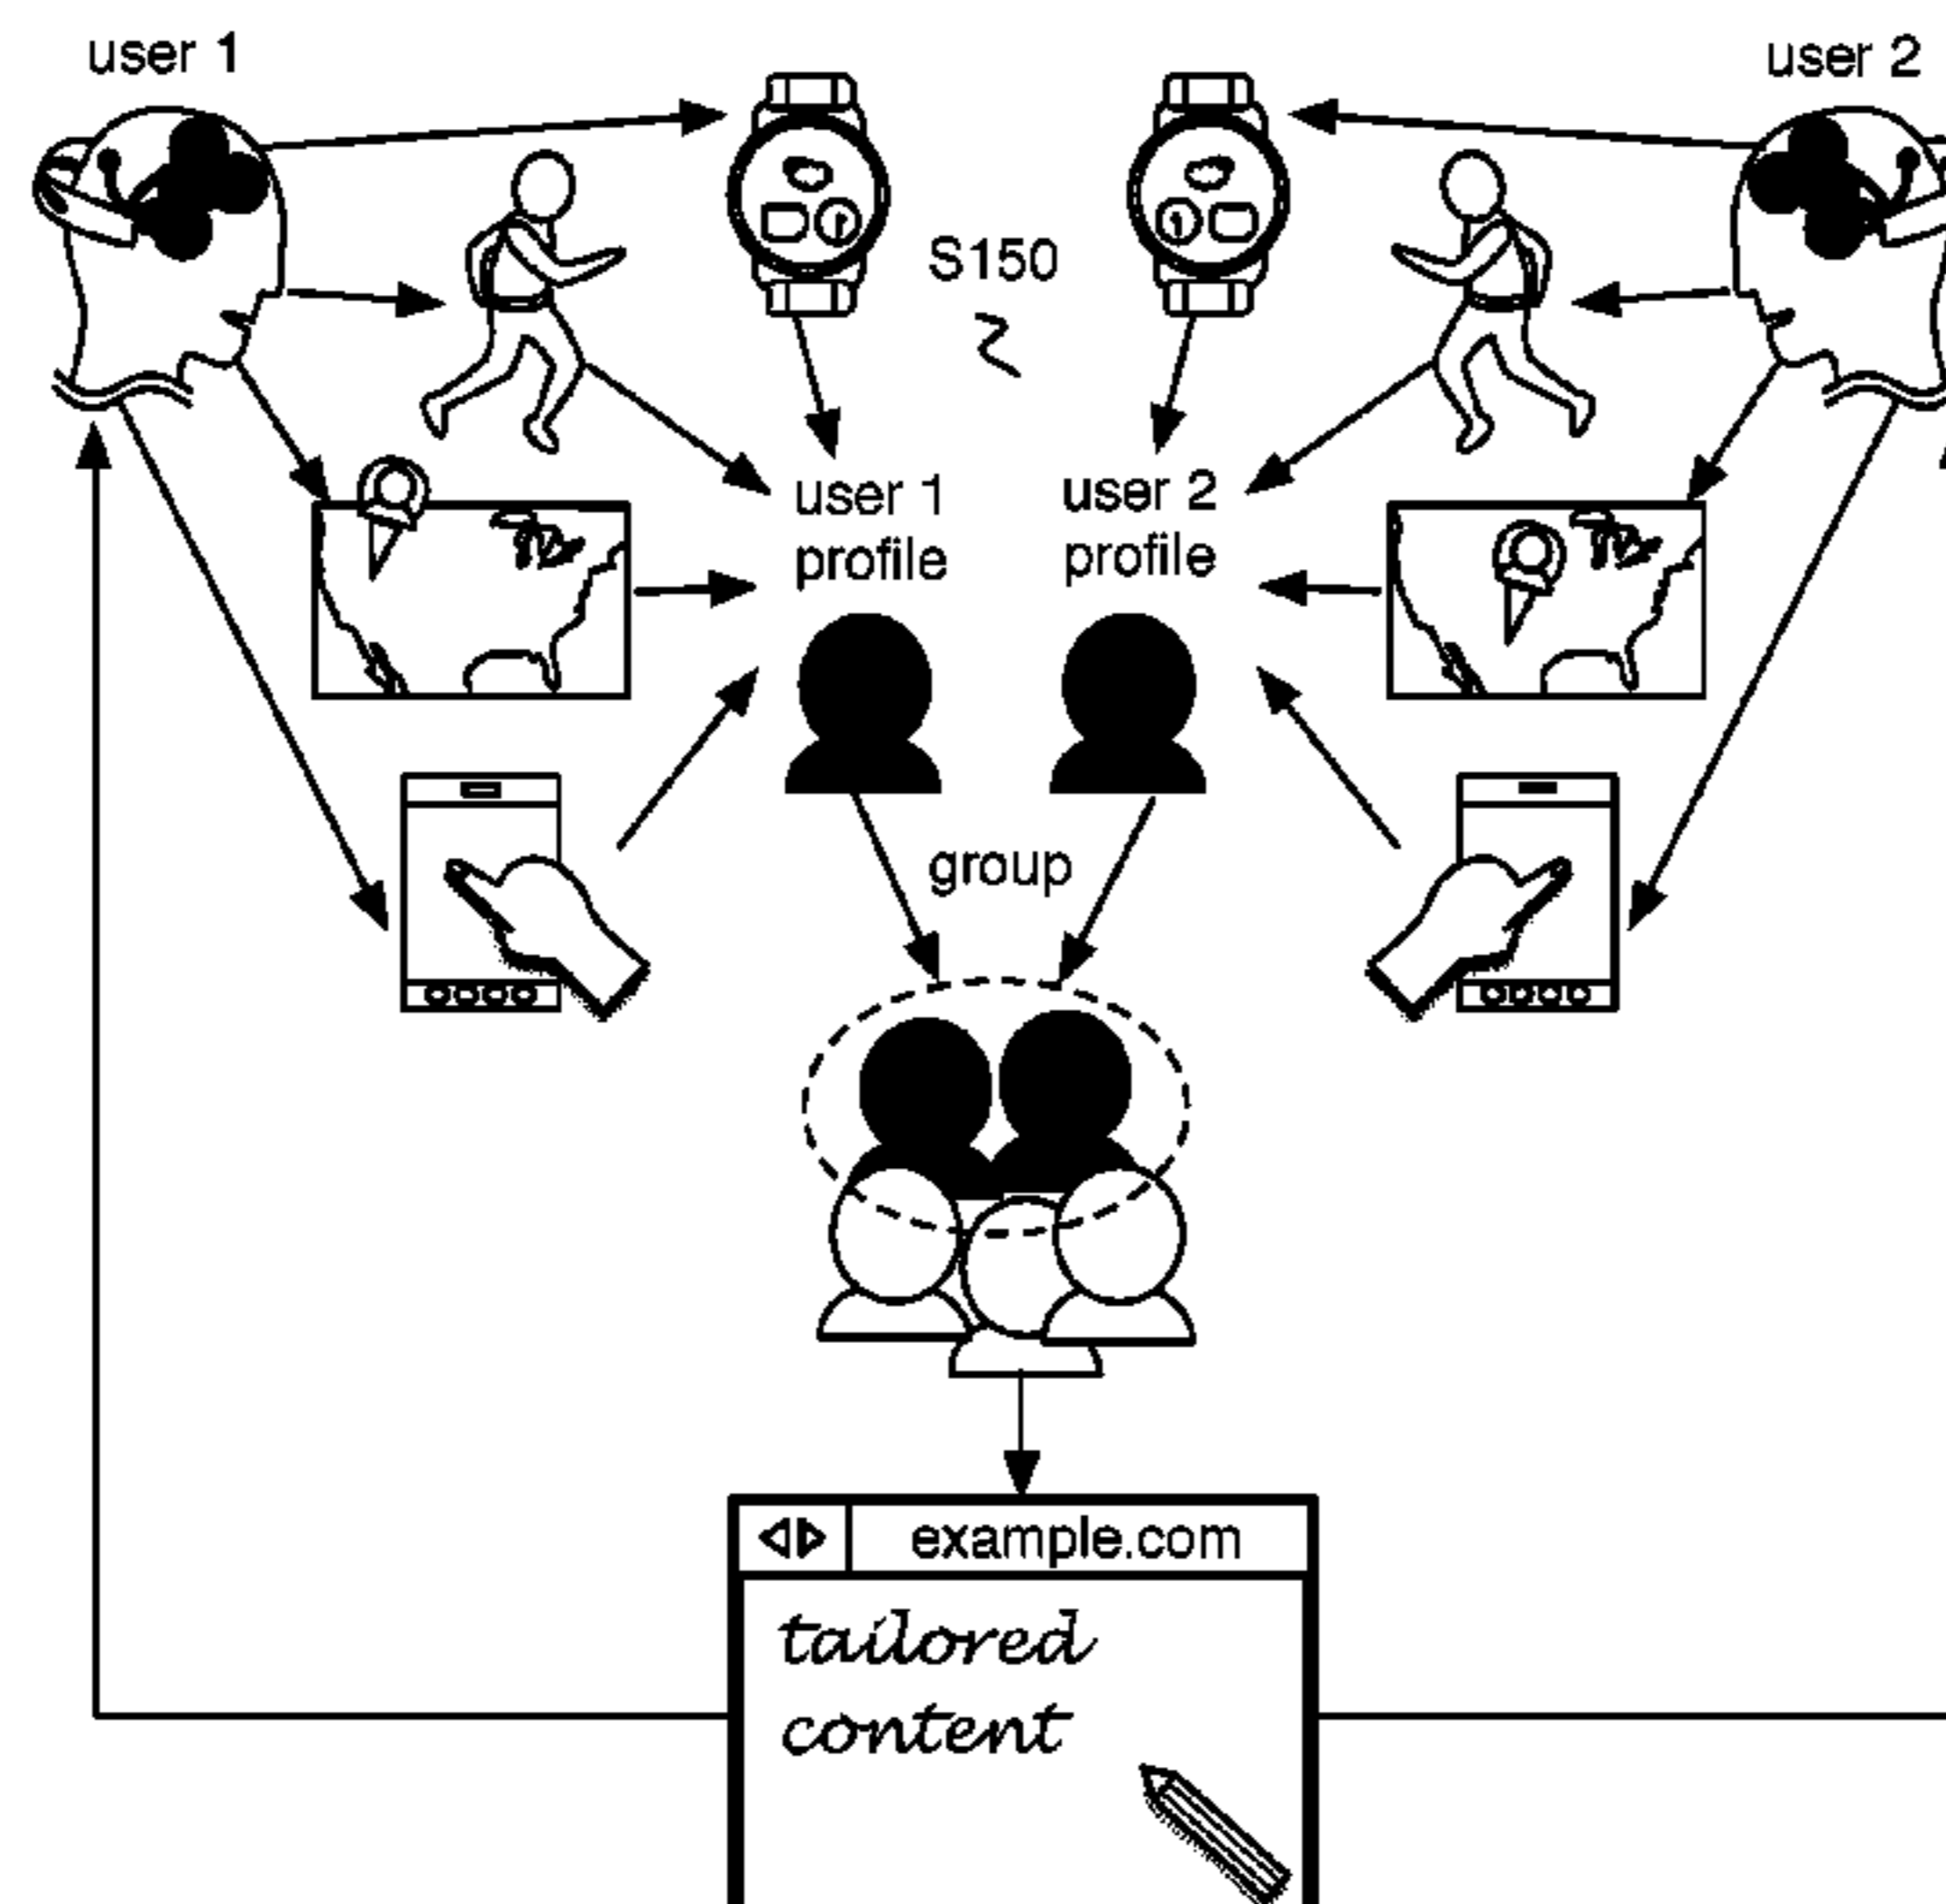 user 1
user 2
S150
user 1
profile
user 2
profile
group
example.com
tailored
content